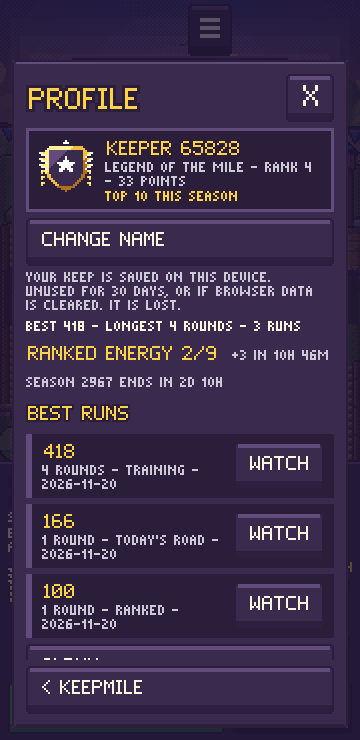 PROFILE
X
KEEPER 65828
LEGEND OF THE MILE - RANK 4
- 33 POINTS
TOP 10 THIS SEASON
CHANGE NAME
YOUR KEEP IS SAVED ON THIS DEVICE.
UNUSED FOR 30 DAYS, OR IF BROWSER DATA
IS CLEARED, IT IS LOST.
BEST 418 - LONGEST 4 ROUNDS - 3 RUNS
RANKED ENERGY 2/9 +3 IN 10H 46M
SEASON 2967 ENDS IN 2D 10H
BEST RUNS
418
4 ROUNDS - TRAINING -
2026-11-20
WATCH
166
1 ROUND - TODAY'S ROAD -
2026-11-20
WATCH
100
1 ROUND - RANKED -
2026-11-20
WATCH
< KEEPMILE